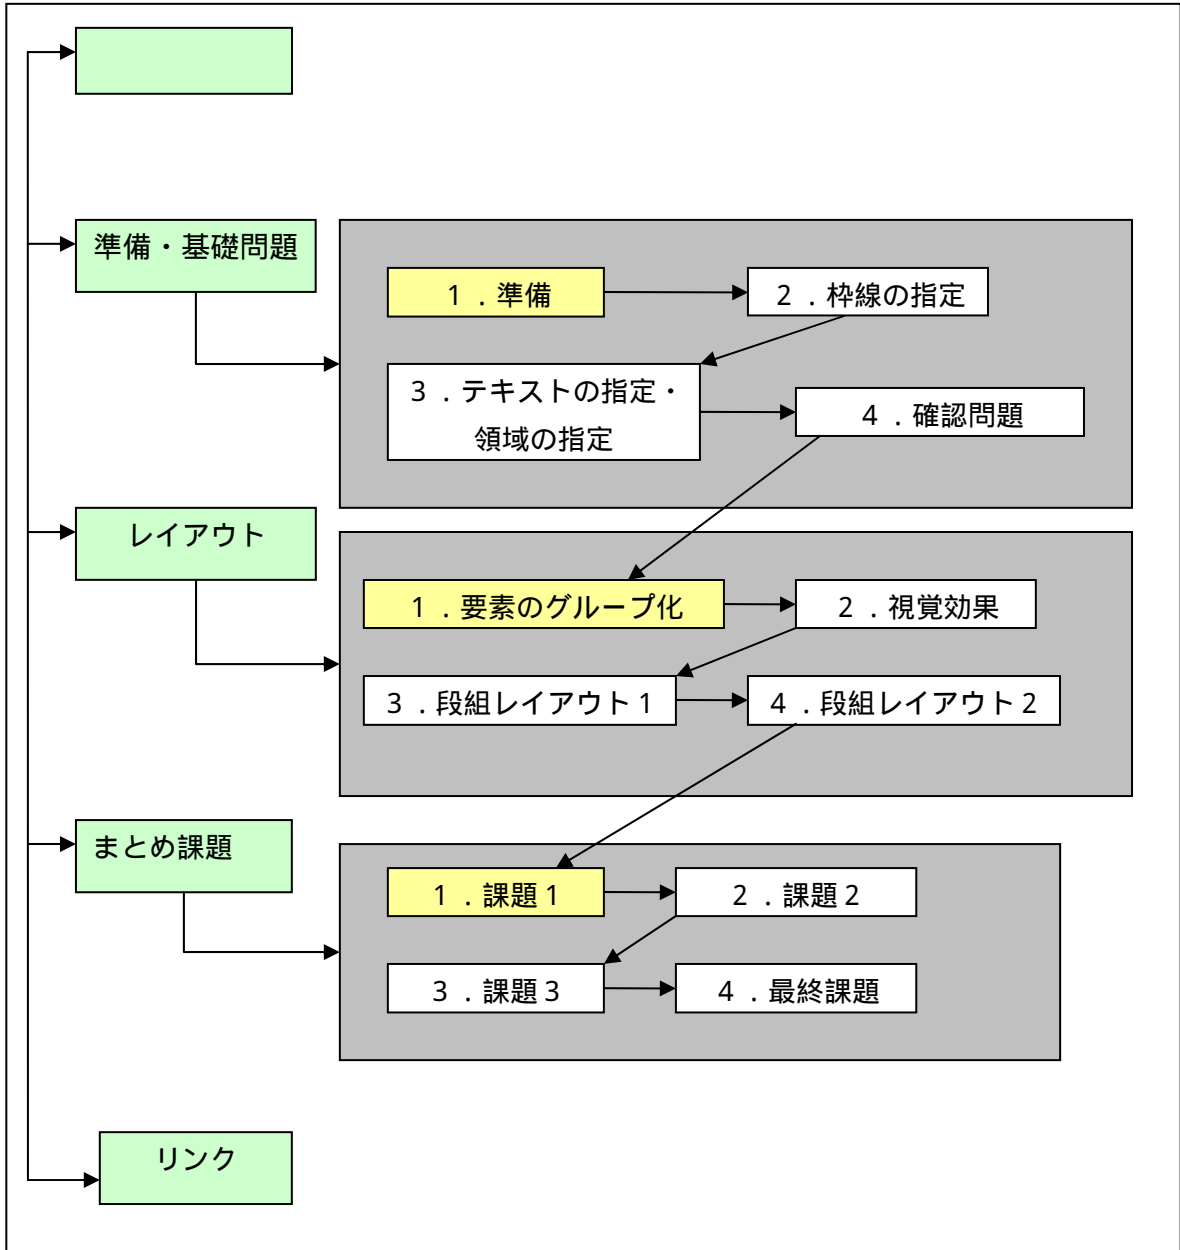 準備・基礎問題
1．準備
2．枠線の指定
3．テキストの指定・
領域の指定
4．確認問題
レイアウト
1．要素のグループ化
2．視覚効果
3．段組レイアウト1
4．段組レイアウト2
まとめ課題
1．課題1
2．課題2
3．課題3
4．最終課題
リンク